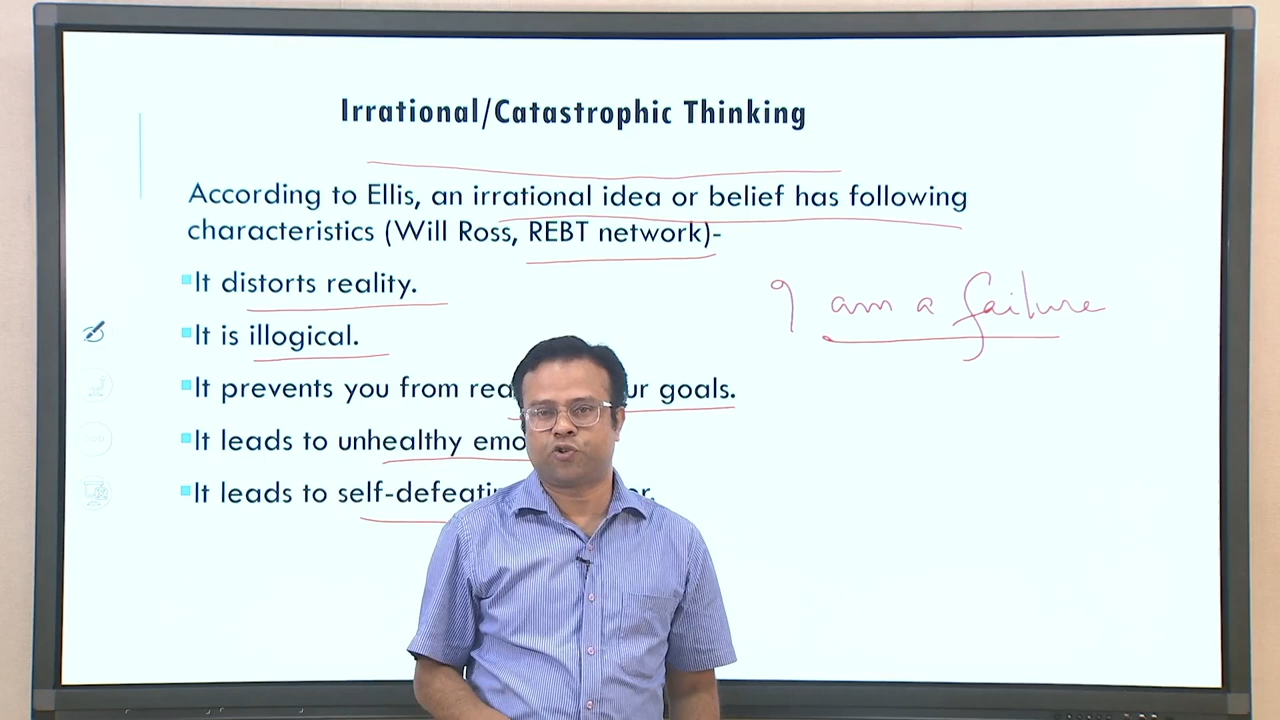 Irrational/Catastrophic Thinking
According to Ellis, an irrational idea or belief has following
characteristics (Will Ross, REBT network)-
It distorts reality.
It is illogical.
It prevents you from goals.
It leads to unhealthy
It leads to
I am a failure